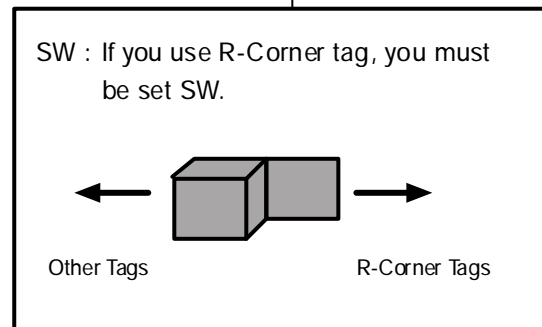 SW : If you use R-Corner tag, you must
be set SW.
Other Tags
R-Corner Tags